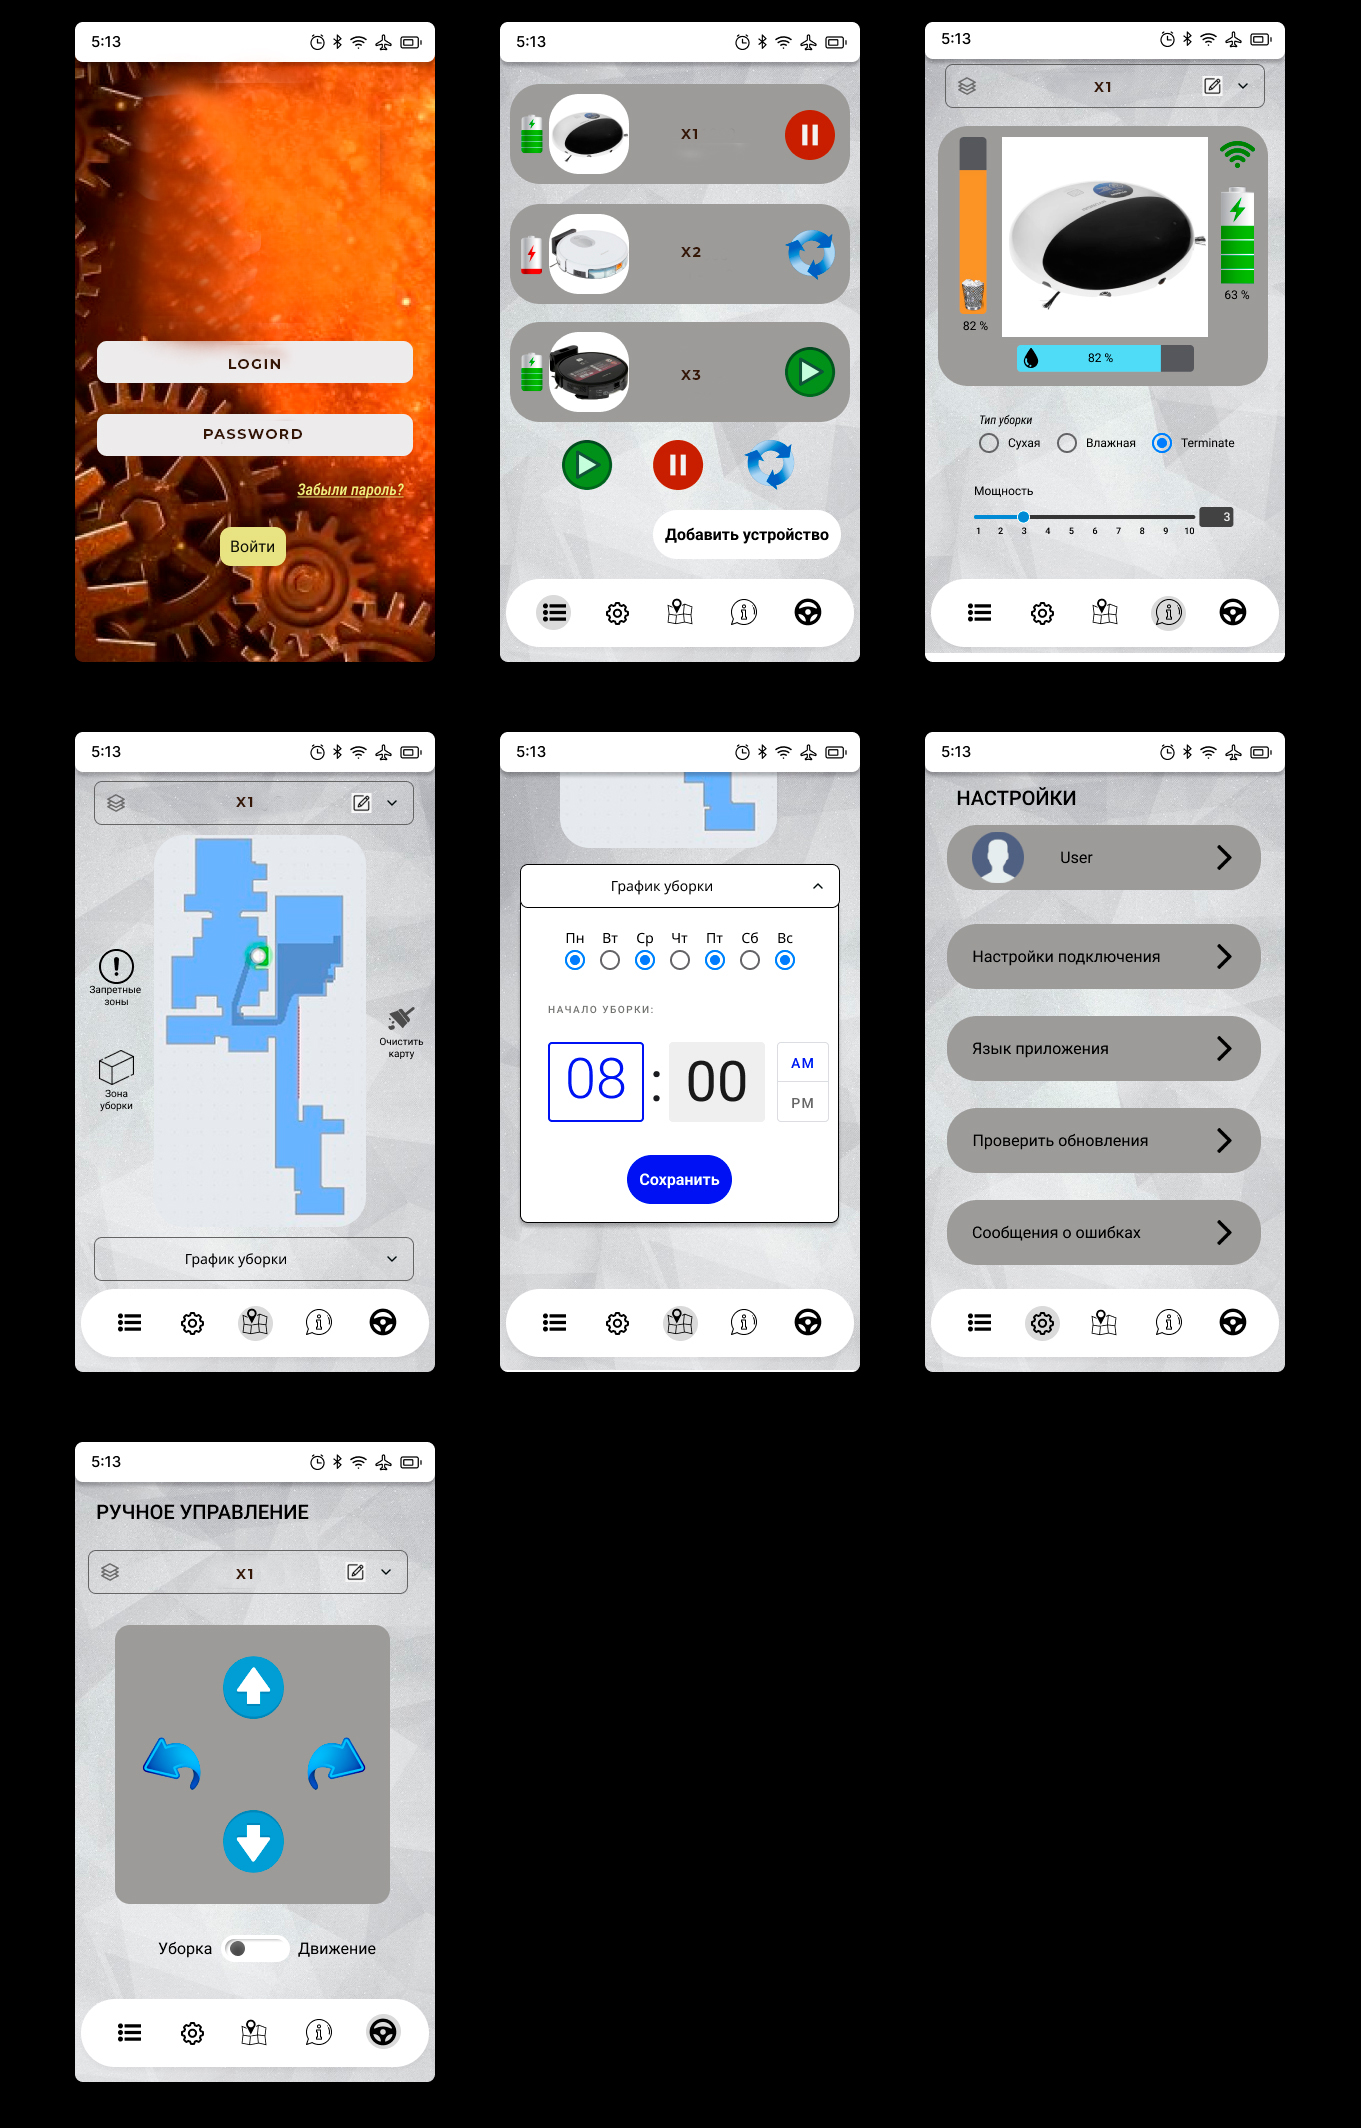 5:13
LOGIN
PASSWORD
Забыли пароль?
Войти
5:13
X1
X2
X3
Добавить устройство
5:13
X1
82 %
63 %
82 %
Тип уборки
Сухая Влажная Terminate
Мощность
3
1 2 3 4 5 6 7 8 9 10
5:13
X1
Запретные
зоны
Очистить
карту
Зона
уборки
График уборки
5:13
График уборки
Пн Вт Ср Чт Пт Сб Вс
НАЧАЛО УБОРКИ:
08 : 00
AM
PM
Сохранить
5:13
НАСТРОЙКИ
User
Настройки подключения
Язык приложения
Проверить обновления
Сообщения о ошибках
5:13
РУЧНОЕ УПРАВЛЕНИЕ
X1
Уборка Движение